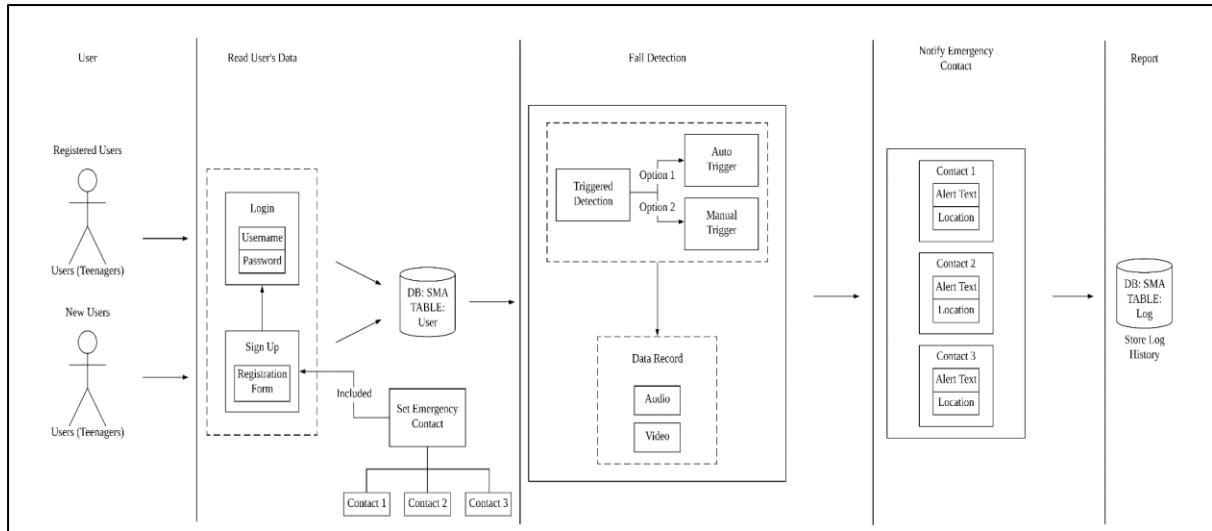 User
Read User's Data
Fall Detection
Notify Emergency
Contact
Report
Registered Users
Users (Teenagers)
New Users
Users (Teenagers)
Login
Username
Password
Sign Up
Registration
Form
Included
Set Emergency
Contact
Contact 1
Contact 2
Contact 3
DB: SMA
TABLE:
User
Triggered
Detection
Option 1
Option 2
Auto
Trigger
Manual
Trigger
Data Record
Audio
Video
Contact 1
Alert Text
Location
Contact 2
Alert Text
Location
Contact 3
Alert Text
Location
DB: SMA
TABLE:
Log
Store Log
History